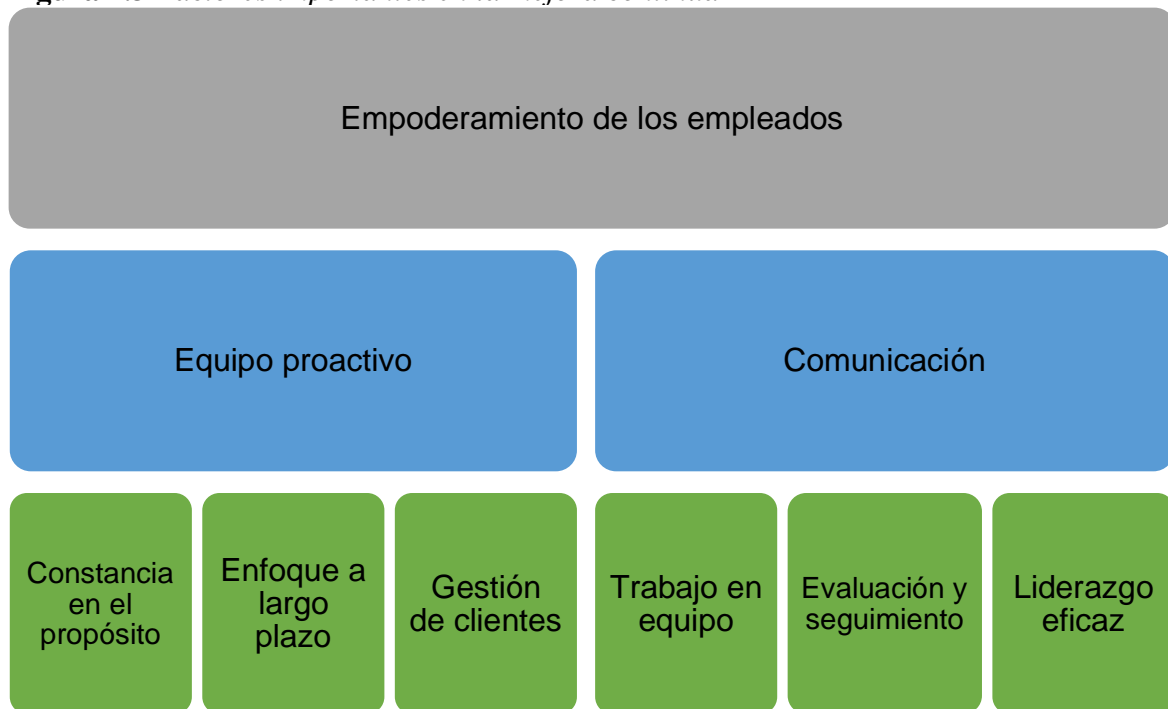 Empoderamiento de los empleados
Equipo proactivo
Comunicación
Constancia
en el
propósito
Enfoque a
largo
plazo
Gestión
de clientes
Trabajo en
equipo
Evaluación y
seguimiento
Liderazgo
eficaz